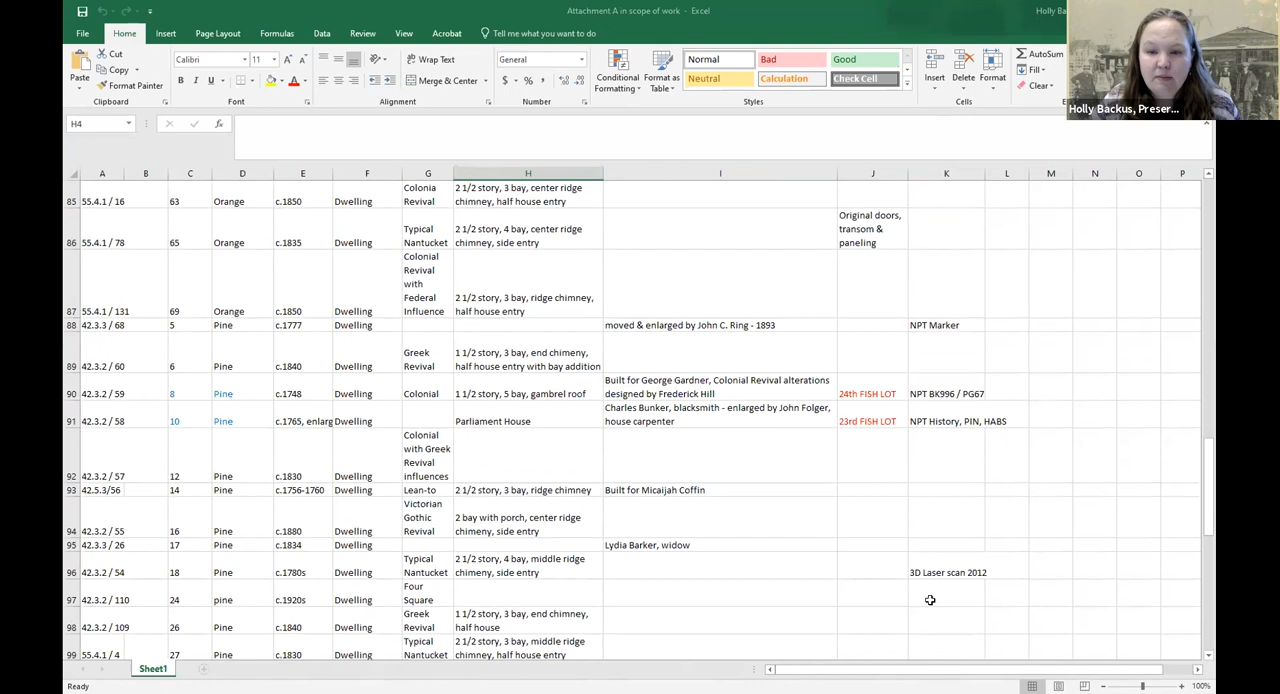 Attachment A in scope of work - Excel
Holly Ba
File Home Insert Page Layout Formulas Data Review View Acrobat Tell me what you want to do
Paste
Cut
Copy
Format Painter
Clipboard
Calibri 11 A A
B I U A
Font
Merge & Center
Alignment
General
$ % ,
Number
Conditional Formatting
Format as Table
Normal Bad Good
Neutral Calculation Check Cell
Styles
Insert Delete Format
Cells
AutoSum
Fill
Clear
Holly Backus, Preser...
H4 fx
A B C D E F G H I J K L M N O P
85 55.4.1 / 16 63 Orange c.1850 Dwelling Colonia Revival 2 1/2 story, 3 bay, center ridge chimney, half house entry
86 55.4.1 / 78 65 Orange c.1835 Dwelling Typical Nantucket 2 1/2 story, 4 bay, center ridge chimney, side entry Original doors, transom & paneling
87 55.4.1 / 131 69 Orange c.1850 Dwelling Colonial Revival with Federal Influence 2 1/2 story, 3 bay, ridge chimney, half house entry
88 42.3.3 / 68 5 Pine c.1777 Dwelling moved & enlarged by John C. Ring - 1893 NPT Marker
89 42.3.2 / 60 6 Pine c.1840 Dwelling Greek Revival 1 1/2 story, 3 bay, end chimeny, half house entry with bay addition
90 42.3.2 / 59 8 Pine c.1748 Dwelling Colonial 1 1/2 story, 5 bay, gambrel roof Built for George Gardner, Colonial Revival alterations designed by Frederick Hill 24th FISH LOT NPT BK996 / PG67
91 42.3.2 / 58 10 Pine c.1765, enlarg Dwelling Parliament House Charles Bunker, blacksmith - enlarged by John Folger, house carpenter 23rd FISH LOT NPT History, PIN, HABS
92 42.3.2 / 57 12 Pine c.1830 Dwelling Colonial with Greek Revival influences
93 42.5.3/56 14 Pine c.1756-1760 Dwelling Lean-to 2 1/2 story, 3 bay, ridge chimney Built for Micaijah Coffin
94 42.3.2 / 55 16 Pine c.1880 Dwelling Victorian Gothic Revival 2 bay with porch, center ridge chimeny, side entry
95 42.3.3 / 26 17 Pine c.1834 Dwelling Lydia Barker, widow
96 42.3.2 / 54 18 Pine c.1780s Dwelling Typical Nantucket 2 1/2 story, 4 bay, middle ridge chimeny, side entry 3D Laser scan 2012
97 42.3.2 / 110 24 pine c.1920s Dwelling Four Square
98 42.3.2 / 109 26 Pine c.1840 Dwelling Greek Revival 1 1/2 story, 3 bay, end chimney, half house
99 55.4.1 / 4 27 Pine c.1830 Dwelling Typical Nantucket 2 1/2 story, 3 bay, middle ridge chimney, half house entry
Sheet1
Ready
100%